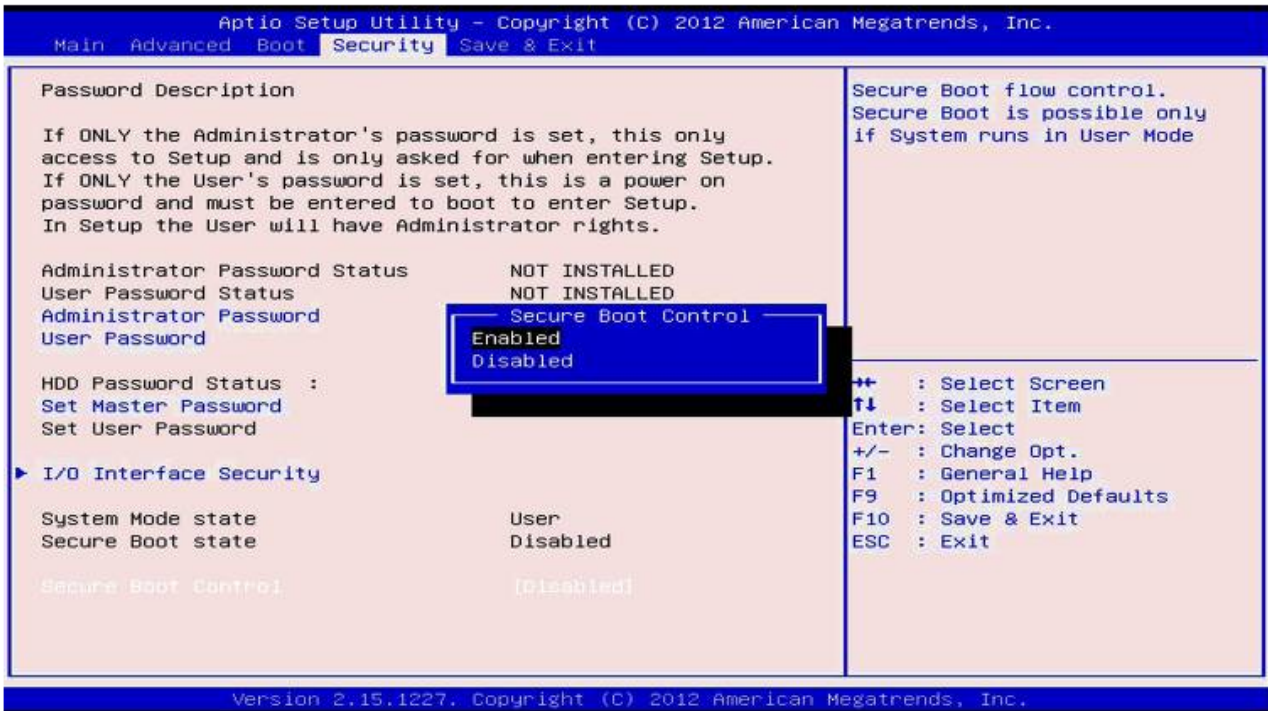 Aptio Setup Utility – Copyright (C) 2012 American Megatrends, Inc.
Main Advanced Boot Security Save & Exit
Password Description
If ONLY the Administrator's password is set, this only
access to Setup and is only asked for when entering Setup.
If ONLY the User's password is set, this is a power on
password and must be entered to boot to enter Setup.
In Setup the User will have Administrator rights.
Administrator Password Status NOT INSTALLED
User Password Status NOT INSTALLED
Administrator Password
User Password
HDD Password Status :
Set Master Password
Set User Password
► I/O Interface Security
System Mode state User
Secure Boot state Disabled
Secure Boot Control [Disabled]
Secure Boot Control
Enabled
Disabled
Secure Boot flow control.
Secure Boot is possible only
if System runs in User Mode
→← : Select Screen
↑↓ : Select Item
Enter: Select
+/- : Change Opt.
F1 : General Help
F9 : Optimized Defaults
F10 : Save & Exit
ESC : Exit
Version 2.15.1227. Copyright (C) 2012 American Megatrends, Inc.